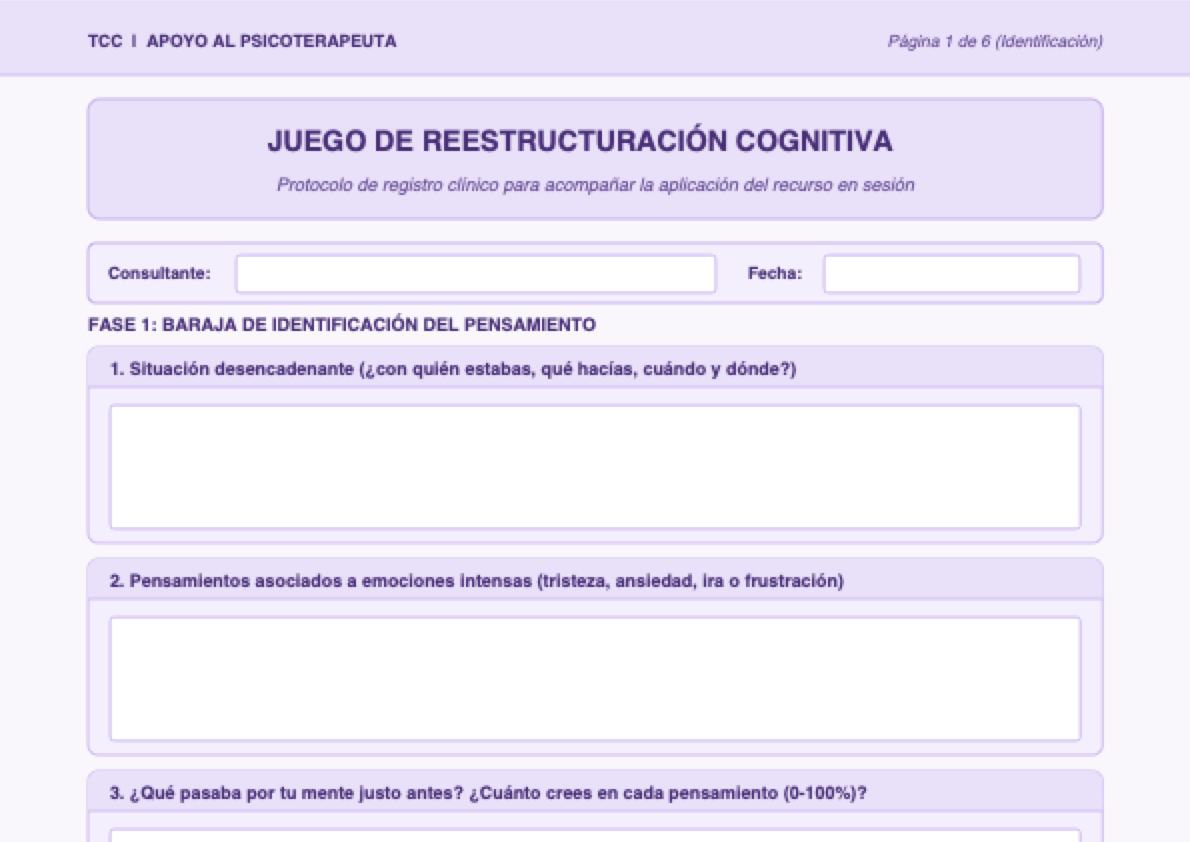 TCC | APOYO AL PSICOTERAPEUTA
Página 1 de 6 (Identificación)
JUEGO DE REESTRUCTURACIÓN COGNITIVA
Protocolo de registro clínico para acompañar la aplicación del recurso en sesión
Consultante:
Fecha:
FASE 1: BARAJA DE IDENTIFICACIÓN DEL PENSAMIENTO
1. Situación desencadenante (¿con quién estabas, qué hacías, cuándo y dónde?)
2. Pensamientos asociados a emociones intensas (tristeza, ansiedad, ira o frustración)
3. ¿Qué pasaba por tu mente justo antes? ¿Cuánto crees en cada pensamiento (0-100%)?